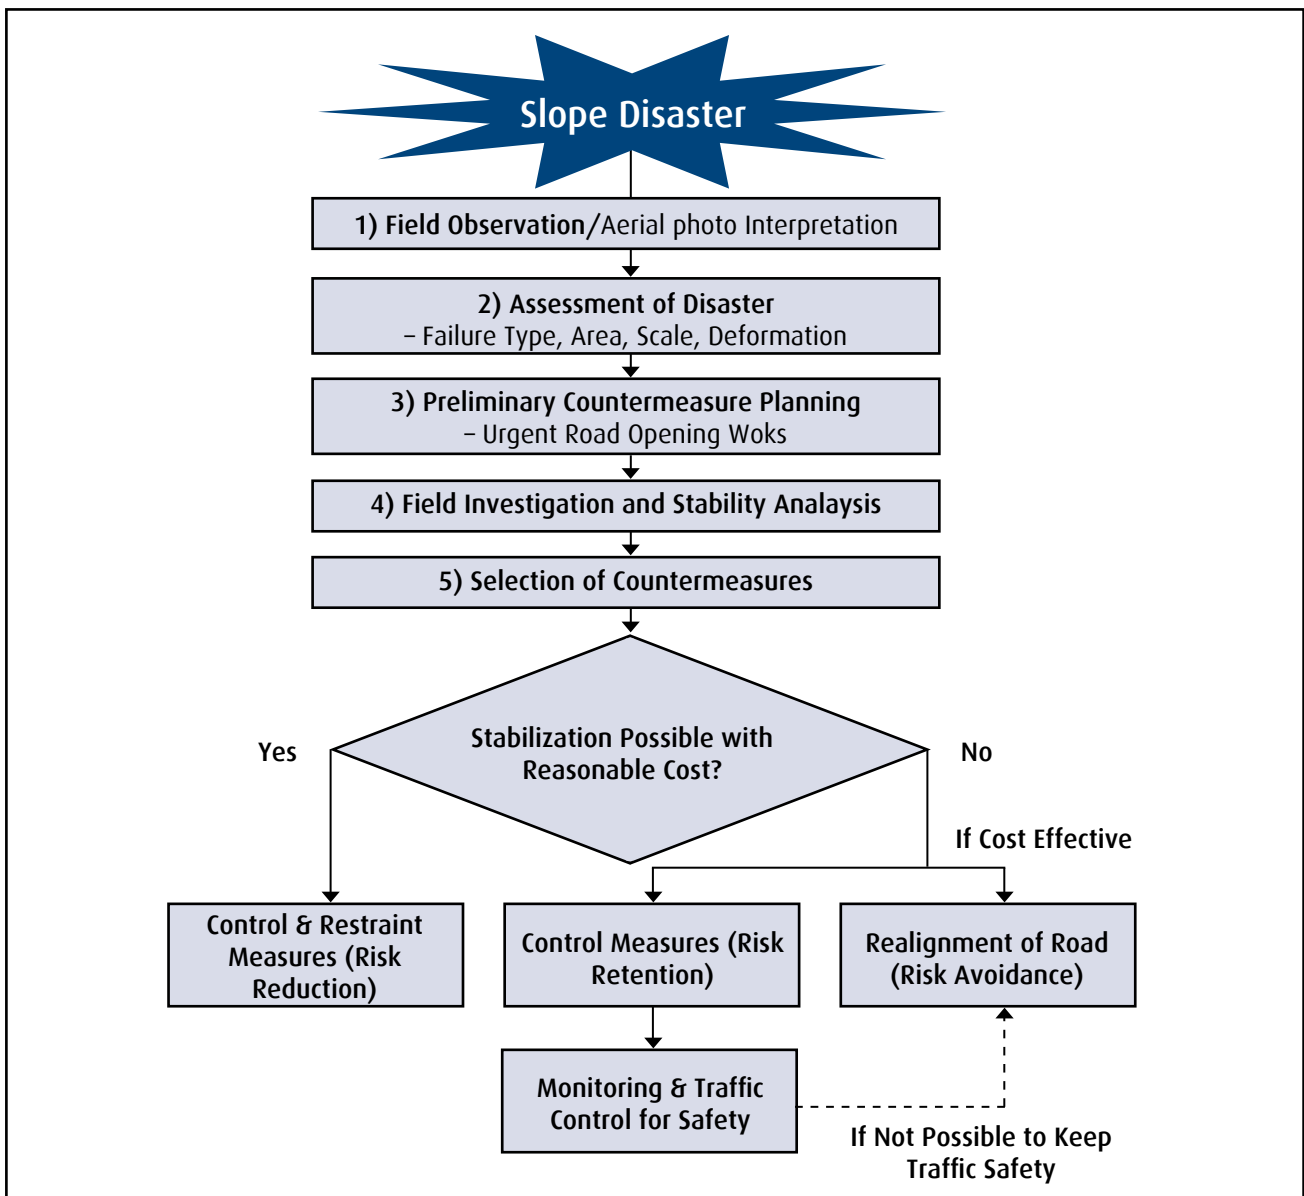 Slope Disaster
1) Field Observation/Aerial photo Interpretation
2) Assessment of Disaster
– Failure Type, Area, Scale, Deformation
3) Preliminary Countermeasure Planning
– Urgent Road Opening Woks
4) Field Investigation and Stability Analaysis
5) Selection of Countermeasures
Stabilization Possible with
Reasonable Cost?
Yes
No
If Cost Effective
Control & Restraint
Measures (Risk
Reduction)
Control Measures (Risk
Retention)
Realignment of Road
(Risk Avoidance)
Monitoring & Traffic
Control for Safety
If Not Possible to Keep
Traffic Safety